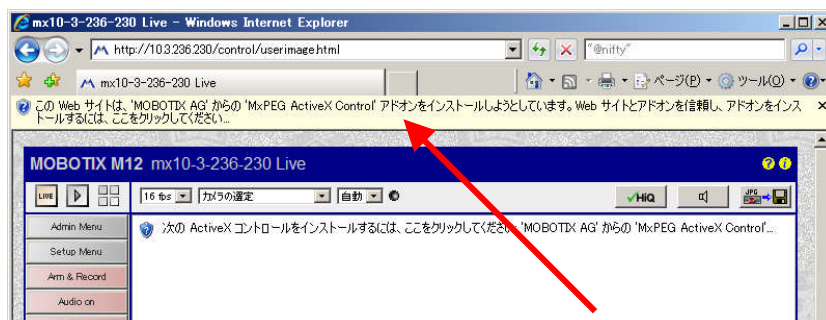 mx10-3-236-230 Live - Windows Internet Explorer
http://10.3.236.230/control/userimage.html
"@nifty"
mx10-3-236-230 Live
ページ(P)
ツール(O)
この Web サイトは、'MOBOTIX AG' からの 'MxPEG ActiveX Control' アドオンをインストールしようとしています。Web サイトとアドオンを信頼し、アドオンをインス
トールするには、ここをクリックしてください...
MOBOTIX M12 mx10-3-236-230 Live
LIVE
16 fps
カメラの選定
自動
HiQ
JPG
Admin Menu
次の ActiveX コントロールをインストールするには、ここをクリックしてください: 'MOBOTIX AG' からの 'MxPEG ActiveX Control'...
Setup Menu
Arm & Record
Audio on